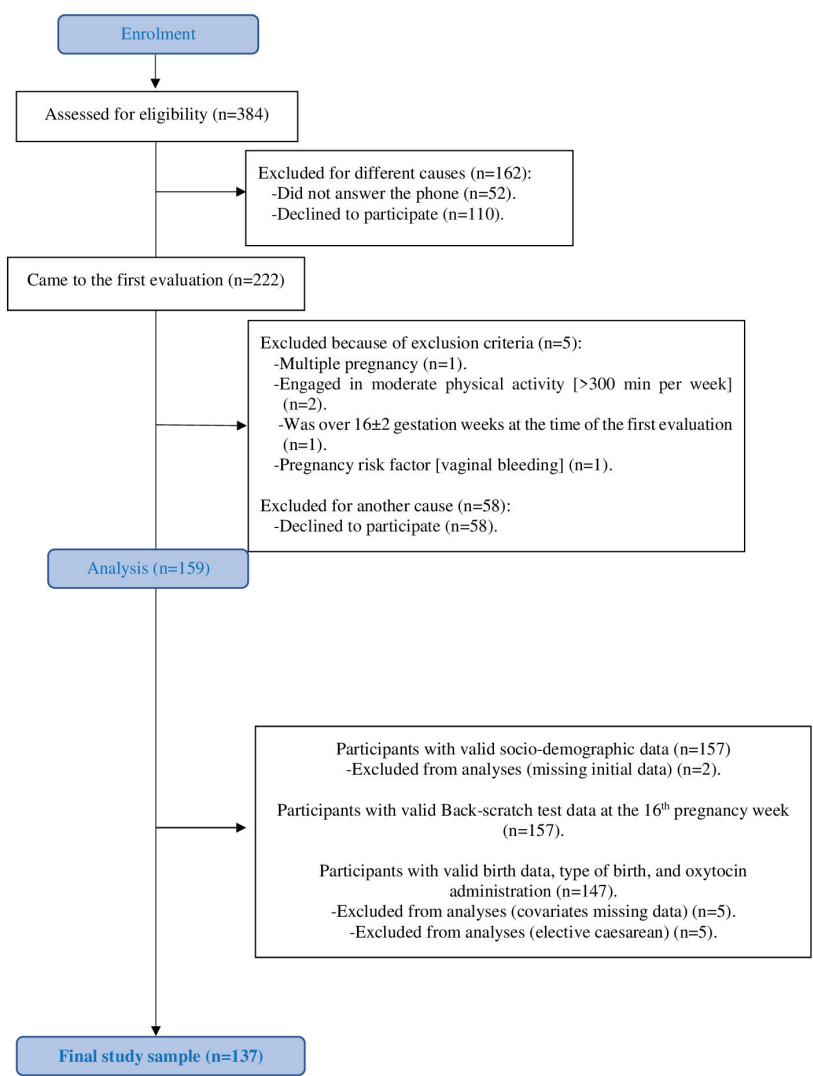 Enrolment
Assessed for eligibility (n=384)
Excluded for different causes (n=162):
-Did not answer the phone (n=52).
-Declined to participate (n=110).
Came to the first evaluation (n=222)
Excluded because of exclusion criteria (n=5):
-Multiple pregnancy (n=1).
-Engaged in moderate physical activity [>300 min per week]
(n=2).
-Was over 16±2 gestation weeks at the time of the first evaluation
(n=1).
-Pregnancy risk factor [vaginal bleeding] (n=1).
Excluded for another cause (n=58):
-Declined to participate (n=58).
Analysis (n=159)
Participants with valid socio-demographic data (n=157)
-Excluded from analyses (missing initial data) (n=2).
Participants with valid Back-scratch test data at the 16th pregnancy week
(n=157).
Participants with valid birth data, type of birth, and oxytocin
administration (n=147).
-Excluded from analyses (covariates missing data) (n=5).
-Excluded from analyses (elective caesarean) (n=5).
Final study sample (n=137)